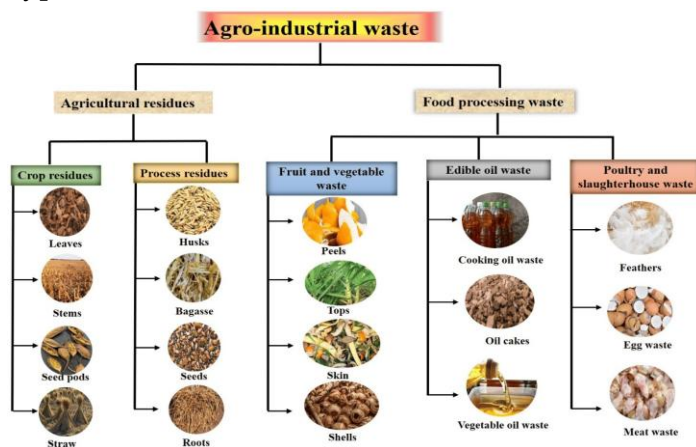 Agro-industrial waste
Agricultural residues
Food processing waste
Crop residues
Process residues
Fruit and vegetable
waste
Edible oil waste
Poultry and
slaughterhouse waste
Leaves
Stems
Seed pods
Straw
Husks
Bagasse
Seeds
Roots
Peels
Tops
Skin
Shells
Cooking oil waste
Oil cakes
Vegetable oil waste
Feathers
Egg waste
Meat waste